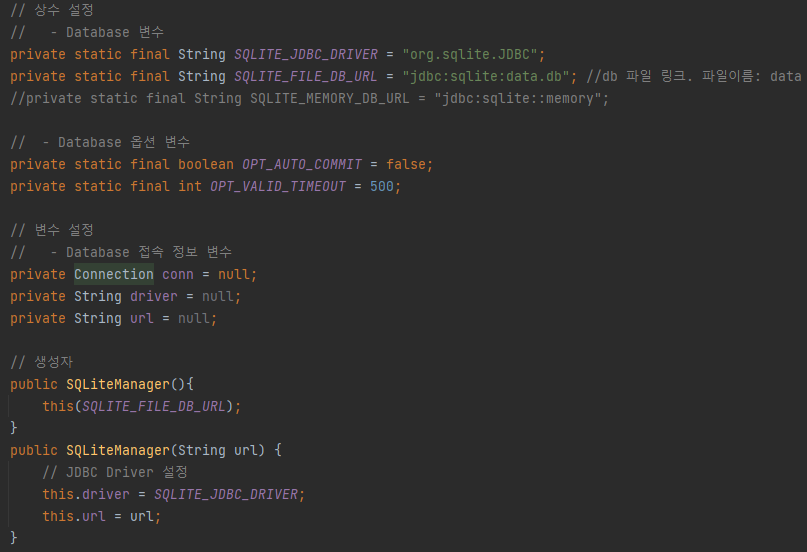 // 상수 설정
//   - Database 변수
private static final String SQLITE_JDBC_DRIVER = "org.sqlite.JDBC";
private static final String SQLITE_FILE_DB_URL = "jdbc:sqlite:data.db"; //db 파일 링크. 파일이름: data
//private static final String SQLITE_MEMORY_DB_URL = "jdbc:sqlite::memory";
//  - Database 옵션 변수
private static final boolean OPT_AUTO_COMMIT = false;
private static final int OPT_VALID_TIMEOUT = 500;
// 변수 설정
//   - Database 접속 정보 변수
private Connection conn = null;
private String driver = null;
private String url = null;
// 생성자
public SQLiteManager(){
    this(SQLITE_FILE_DB_URL);
}
public SQLiteManager(String url) {
    // JDBC Driver 설정
    this.driver = SQLITE_JDBC_DRIVER;
    this.url = url;
}